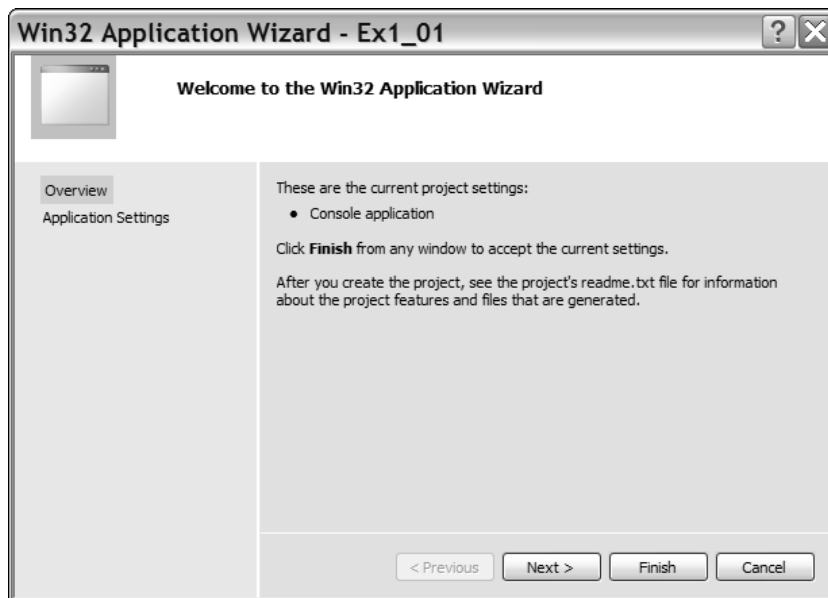 Win32 Application Wizard - Ex1_01
Welcome to the Win32 Application Wizard
Overview
Application Settings
These are the current project settings:
• Console application
Click Finish from any window to accept the current settings.
After you create the project, see the project's readme.txt file for information
about the project features and files that are generated.
< Previous
Next >
Finish
Cancel